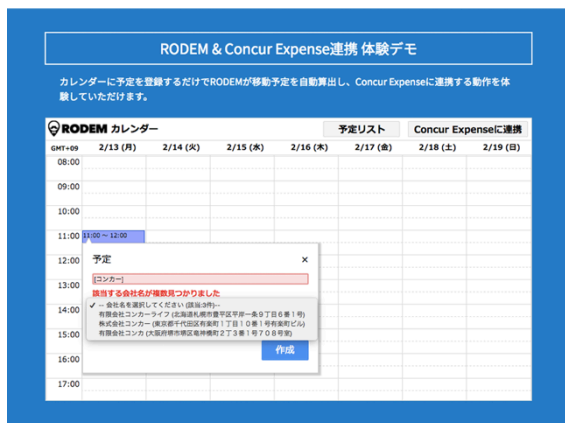 RODEM & Concur Expense連携 体験デモ
カレンダーに予定を登録するだけでRODEMが移動予定を自動算出し、Concur Expenseに連携する動作を体
験していただけます。
RODEM カレンダー 予定リスト Concur Expenseに連携
GMT+09 2/13 (月) 2/14 (火) 2/15 (水) 2/16 (木) 2/17 (金) 2/18 (土) 2/19 (日)
08:00
09:00
10:00
11:00 11:00 ~ 12:00
12:00 予定 ×
[コンカー]
13:00 該当する会社名が複数見つかりました
✓ -- 会社名を選択してください (該当:3件)--
14:00 有限会社コンカーライフ (北海道札幌市豊平区平岸一条9丁目6番1号)
株式会社コンカー (東京都千代田区有楽町1丁目10番1号有楽町ビル)
15:00 有限会社コンカ (大阪府堺市堺区竜神橋町2丁3番1号708号室)
作成
16:00
17:00